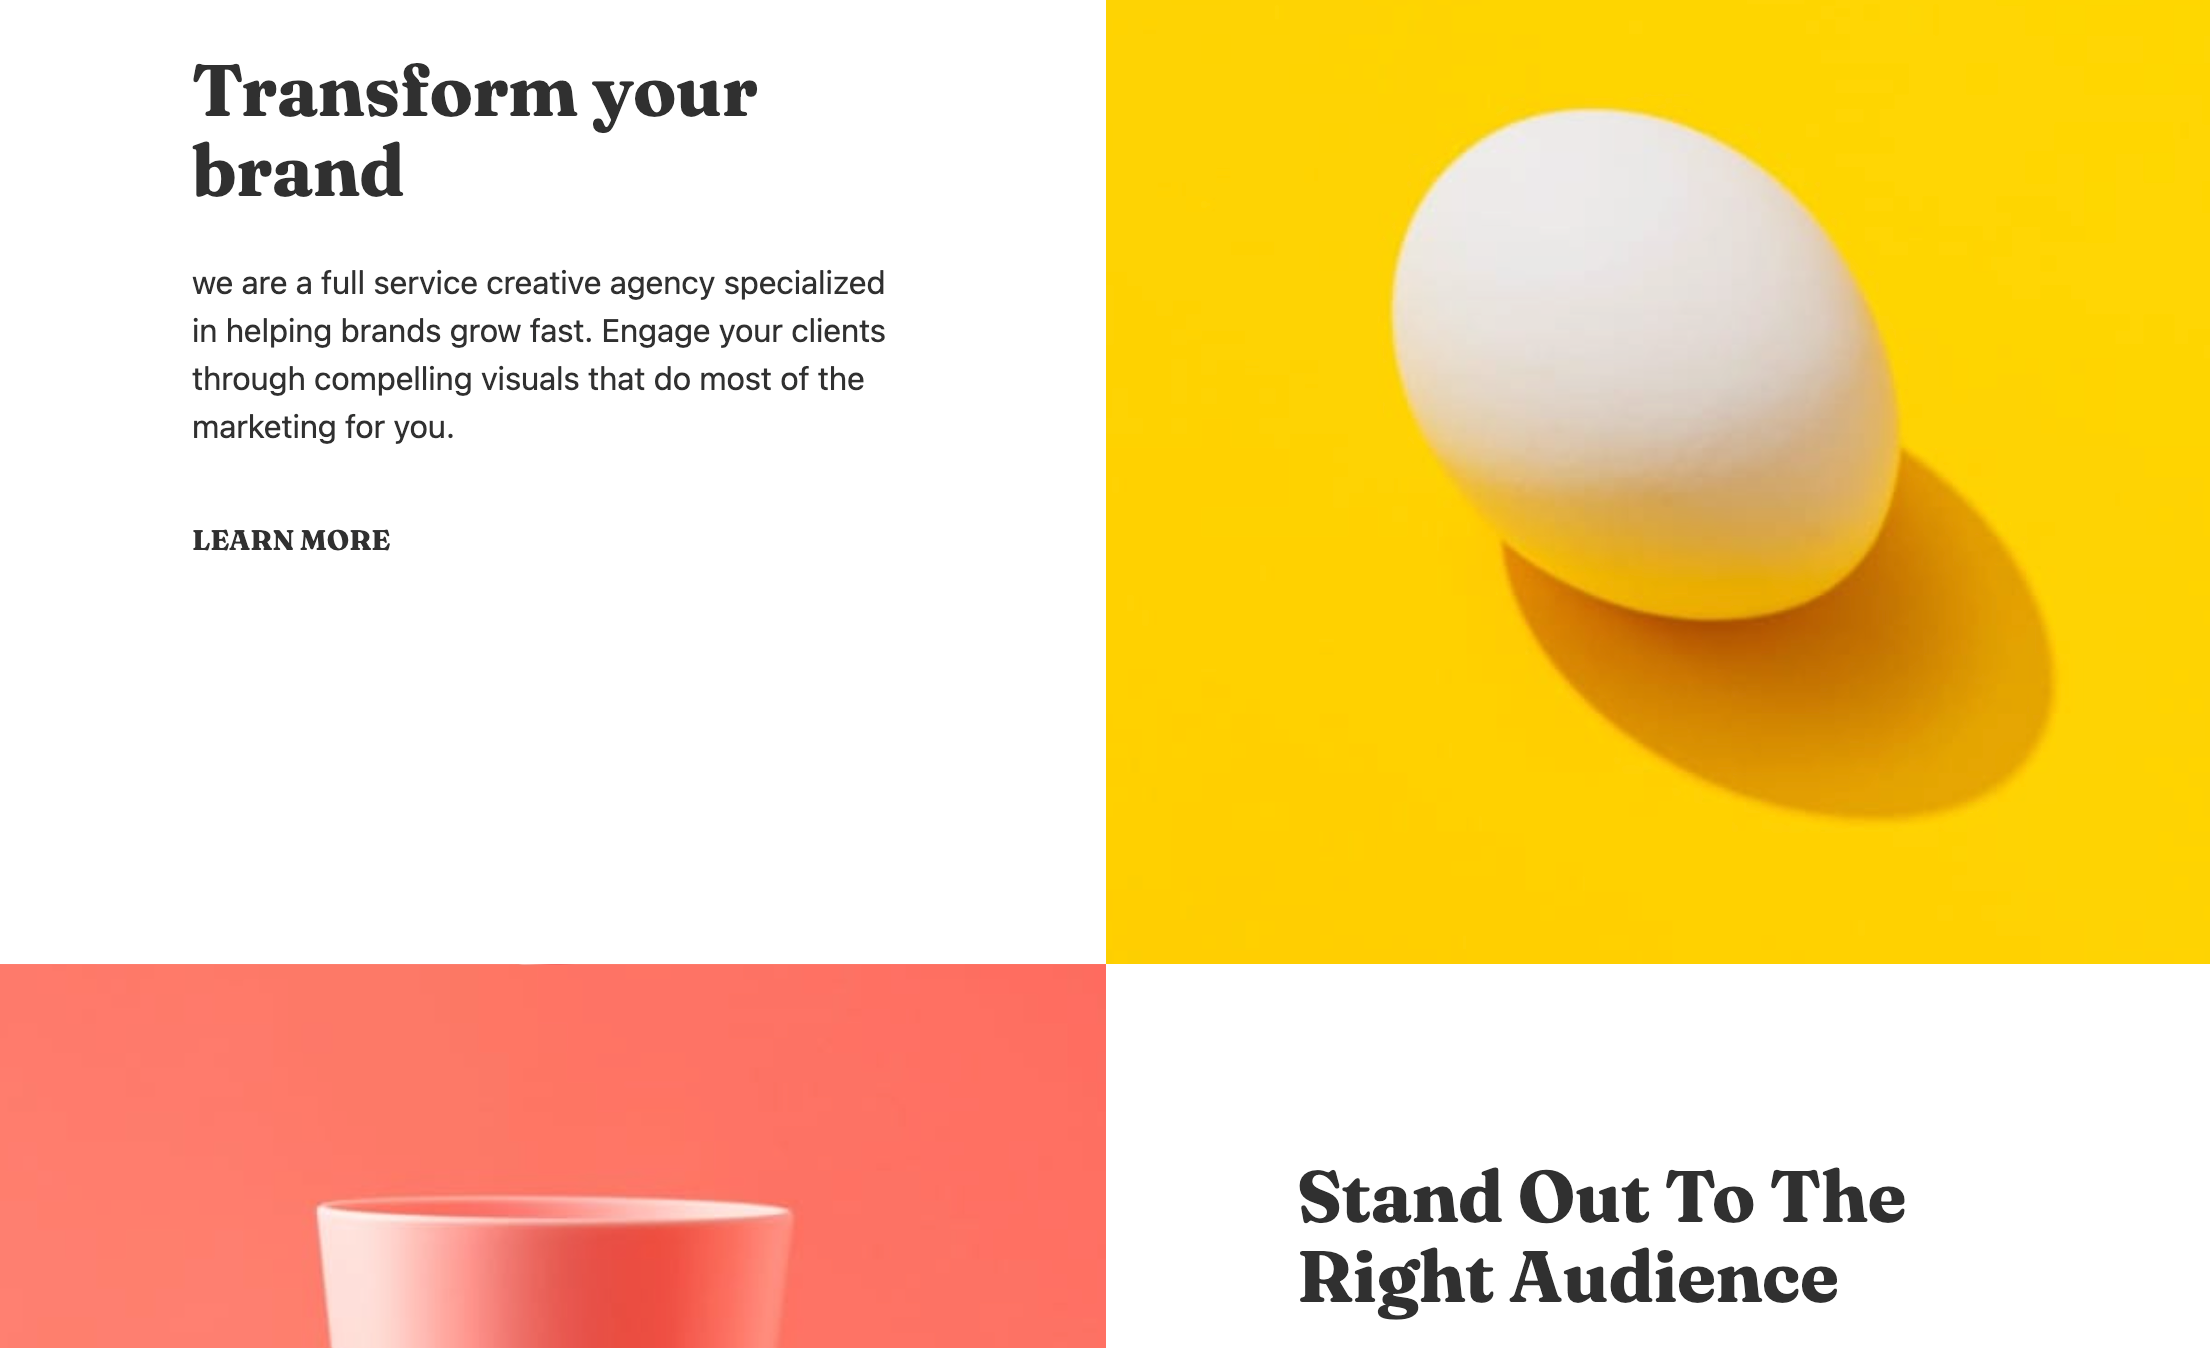 Transform your
brand
we are a full service creative agency specialized
in helping brands grow fast. Engage your clients
through compelling visuals that do most of the
marketing for you.
LEARN MORE
Stand Out To The
Right Audience